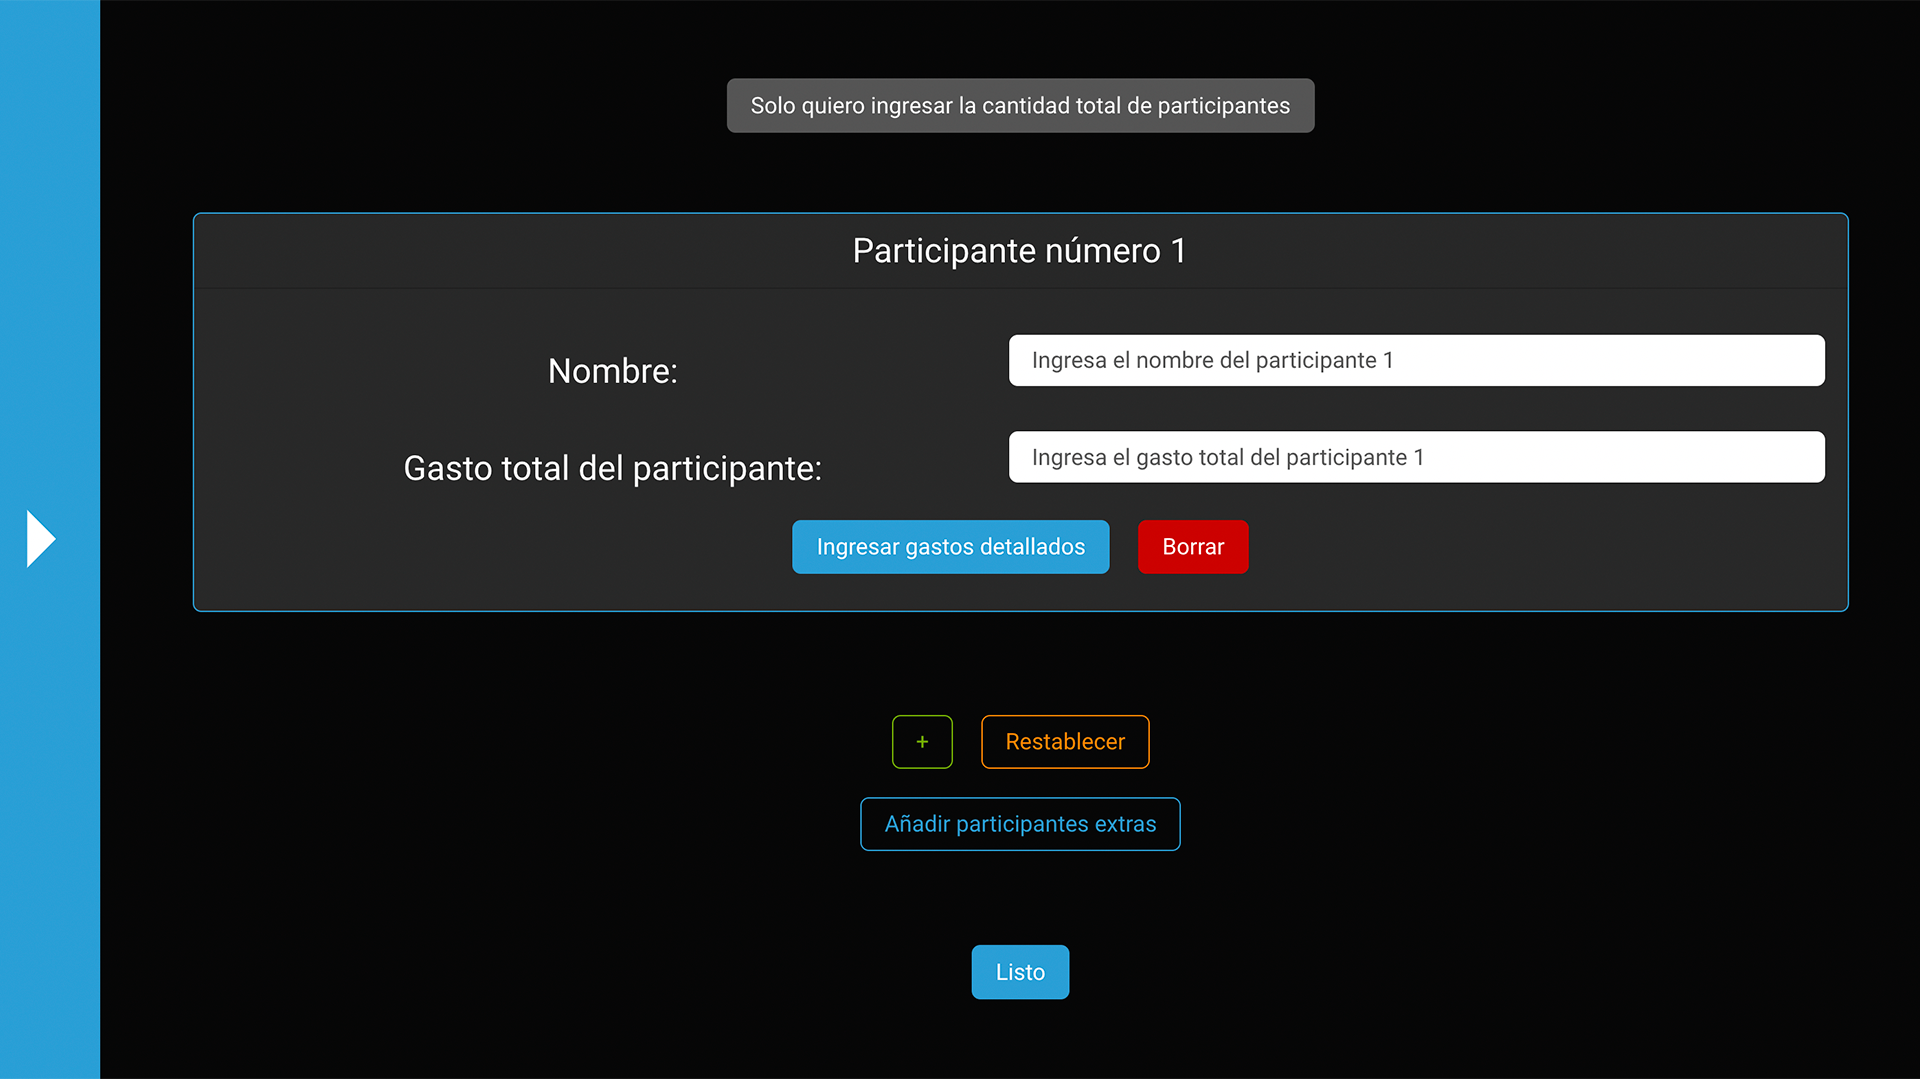 Solo quiero ingresar la cantidad total de participantes
Participante número 1
Nombre:
Ingresa el nombre del participante 1
Gasto total del participante:
Ingresa el gasto total del participante 1
Ingresar gastos detallados
Borrar
+
Restablecer
Añadir participantes extras
Listo